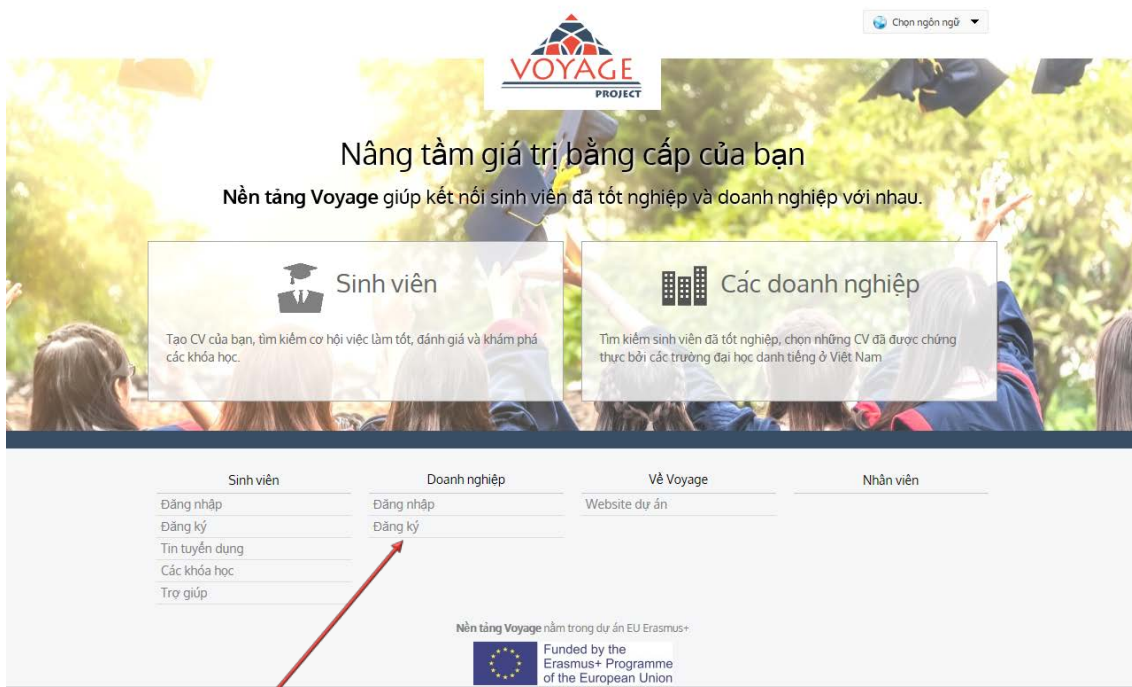 Chọn ngôn ngữ
VOYAGE
PROJECT
Nâng tầm giá trị bằng cấp của bạn
Nền tảng Voyage giúp kết nối sinh viên đã tốt nghiệp và doanh nghiệp với nhau.
Sinh viên
Tạo CV của bạn, tìm kiếm cơ hội việc làm tốt, đánh giá và khám phá
các khóa học.
Các doanh nghiệp
Tìm kiếm sinh viên đã tốt nghiệp, chọn những CV đã được chứng
thực bởi các trường đại học danh tiếng ở Việt Nam
Sinh viên
Đăng nhập
Đăng ký
Tin tuyển dụng
Các khóa học
Trợ giúp
Doanh nghiệp
Đăng nhập
Đăng ký
Về Voyage
Website dự án
Nhân viên
Nền tảng Voyage nằm trong dự án EU Erasmus+
Funded by the
Erasmus+ Programme
of the European Union